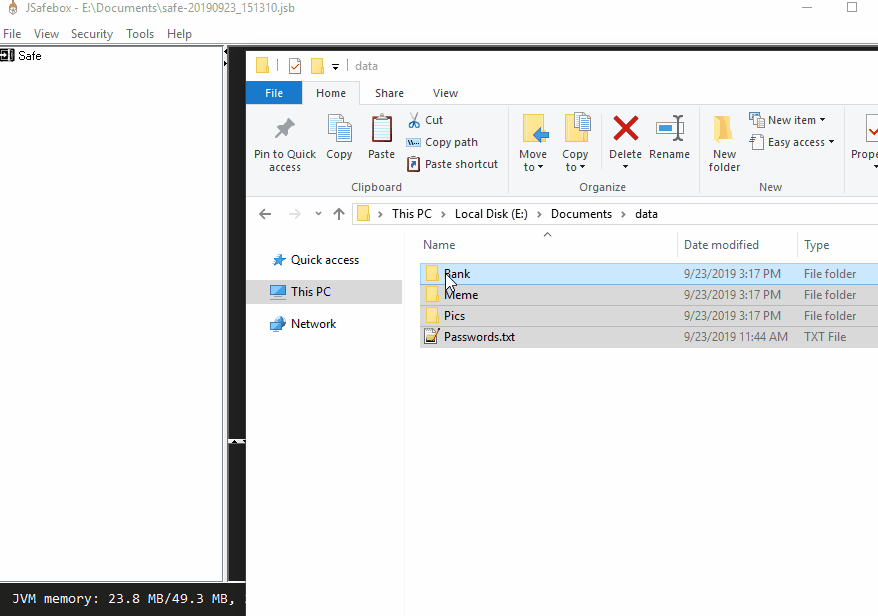 JSafebox - E:\Documents\safe-20190923_151310.jsb
File View Security Tools Help
Safe
data
File Home Share View
Pin to Quick access
Copy
Paste
Cut
Copy path
Paste shortcut
Clipboard
Move to
Copy to
Delete
Rename
Organize
New folder
New item
Easy access
New
This PC > Local Disk (E:) > Documents > data
Quick access
This PC
Network
Name Date modified Type
Bank 9/23/2019 3:17 PM File folder
Meme 9/23/2019 3:17 PM File folder
Pics 9/23/2019 3:17 PM File folder
Passwords.txt 9/23/2019 11:44 AM TXT File
JVM memory: 23.8 MB/49.3 MB,